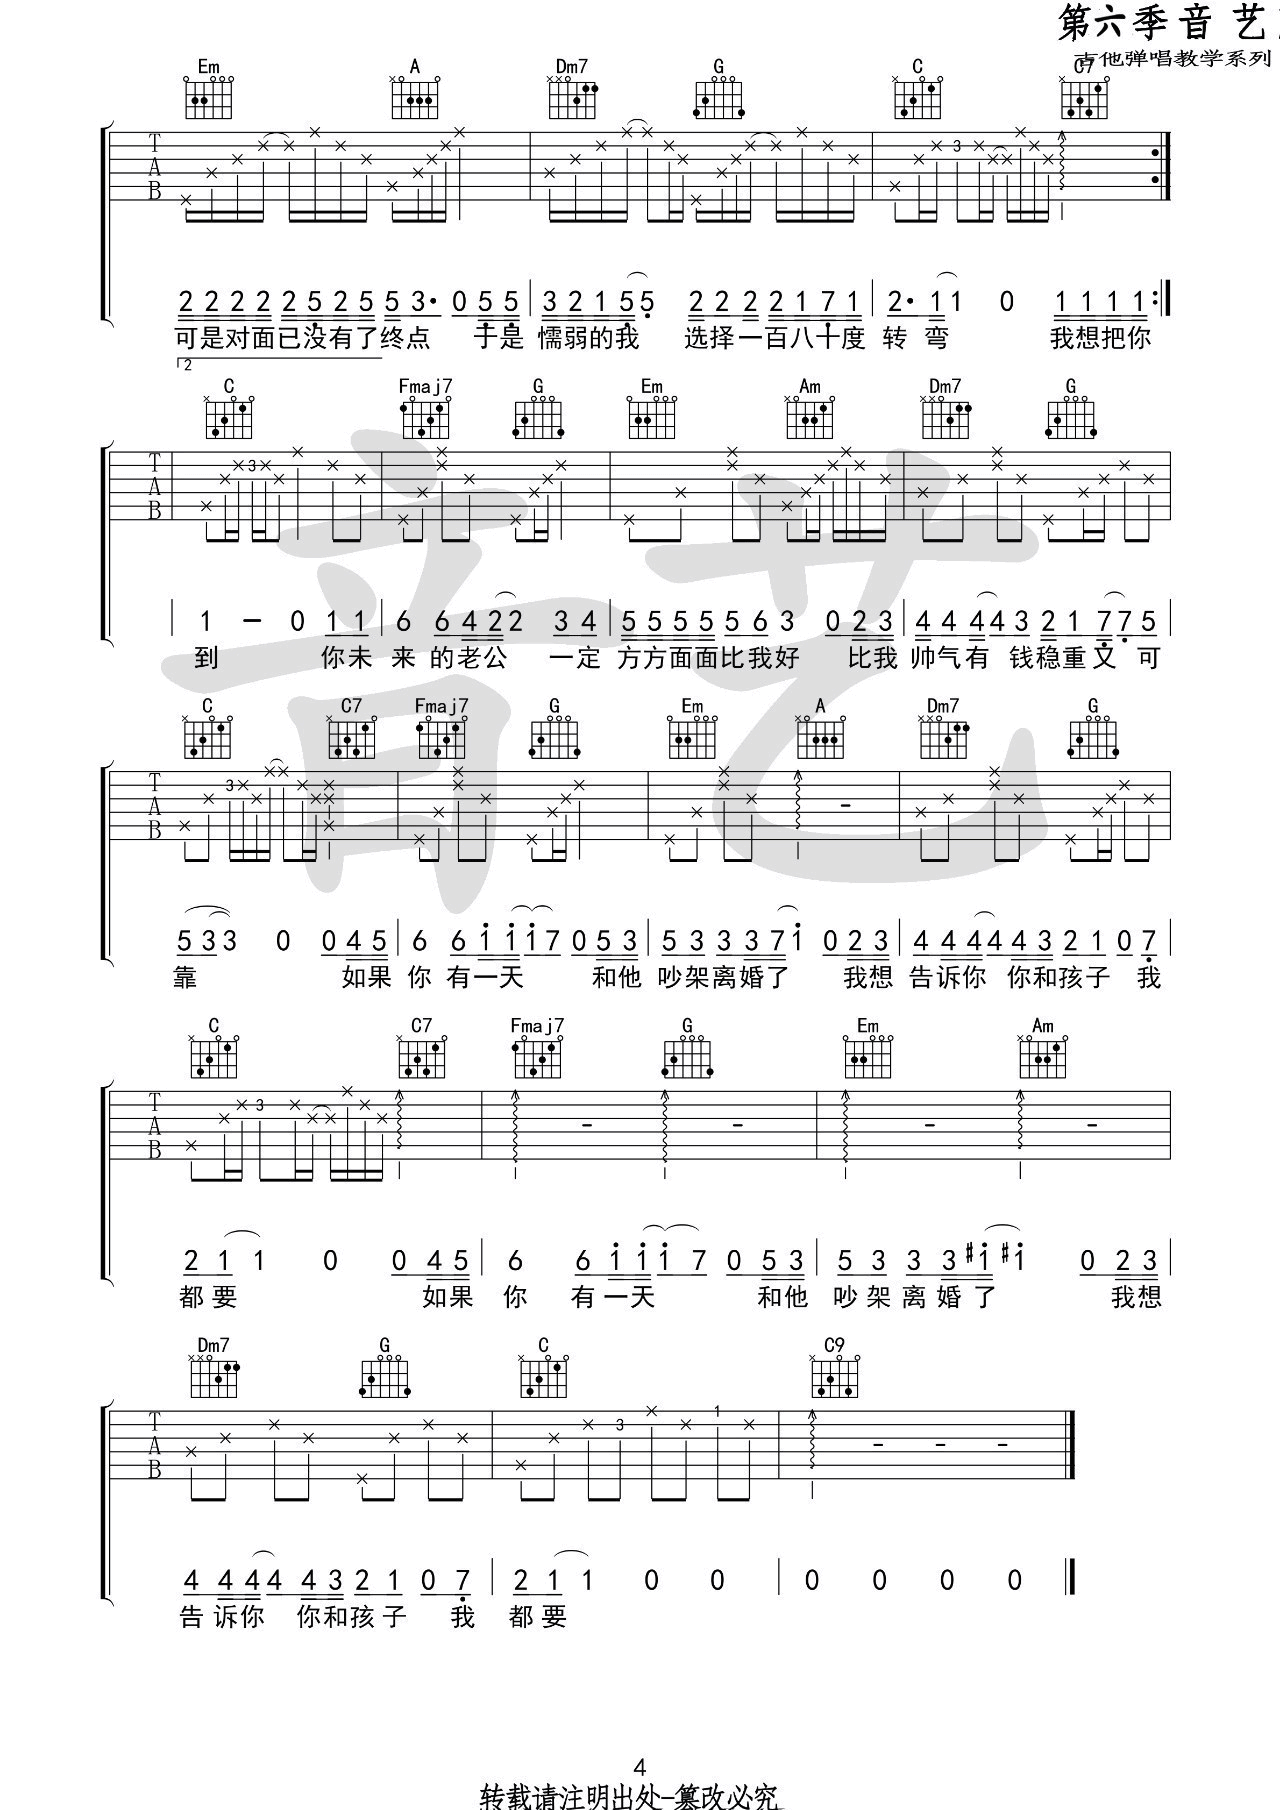 第六季音艺
吉他弹唱教学系列
Em A Dm7 G C C7
T
A
B
2 2 2 2 2 5 2 5 5 3· 0 5 5 3 2 1 5 5 2 2 2 2 1 7 1 2· 1 1 0 1 1 1 1
可是对面已没有了终点 于是 懦弱的我 选择一百八十度 转 弯 我想把你
2
C Fmaj7 G Em Am Dm7 G
3
T
A
B
1 – 0 1 1 6 6 4 2 2 3 4 5 5 5 5 5 6 3 0 2 3 4 4 4 4 3 2 1 7 7 5
到 你未 来 的老公 一定 方方面面比我好 比我 帅气有 钱稳重又 可
音艺
C C7 Fmaj7 G Em A Dm7 G
3
T
A
B
5 3 3 0 0 4 5 6 6 1 1 1 7 0 5 3 5 3 3 3 7 1 0 2 3 4 4 4 4 4 3 2 1 0 7
靠 如果 你 有一天 和他 吵架离婚了 我想 告诉你 你和孩子 我
C C7 Fmaj7 G Em Am
3
T
A
B
2 1 1 0 0 4 5 6 6 1 1 1 7 0 5 3 5 3 3 3 #1 #1 0 2 3
都要 如果 你 有一天 和他 吵架离婚了 我想
Dm7 G C C9
3 1
T
A
B
4 4 4 4 4 3 2 1 0 7 2 1 1 0 0 0 0 0 0
告诉你 你和孩子 我 都要
4
转载请注明出处-篡改必究